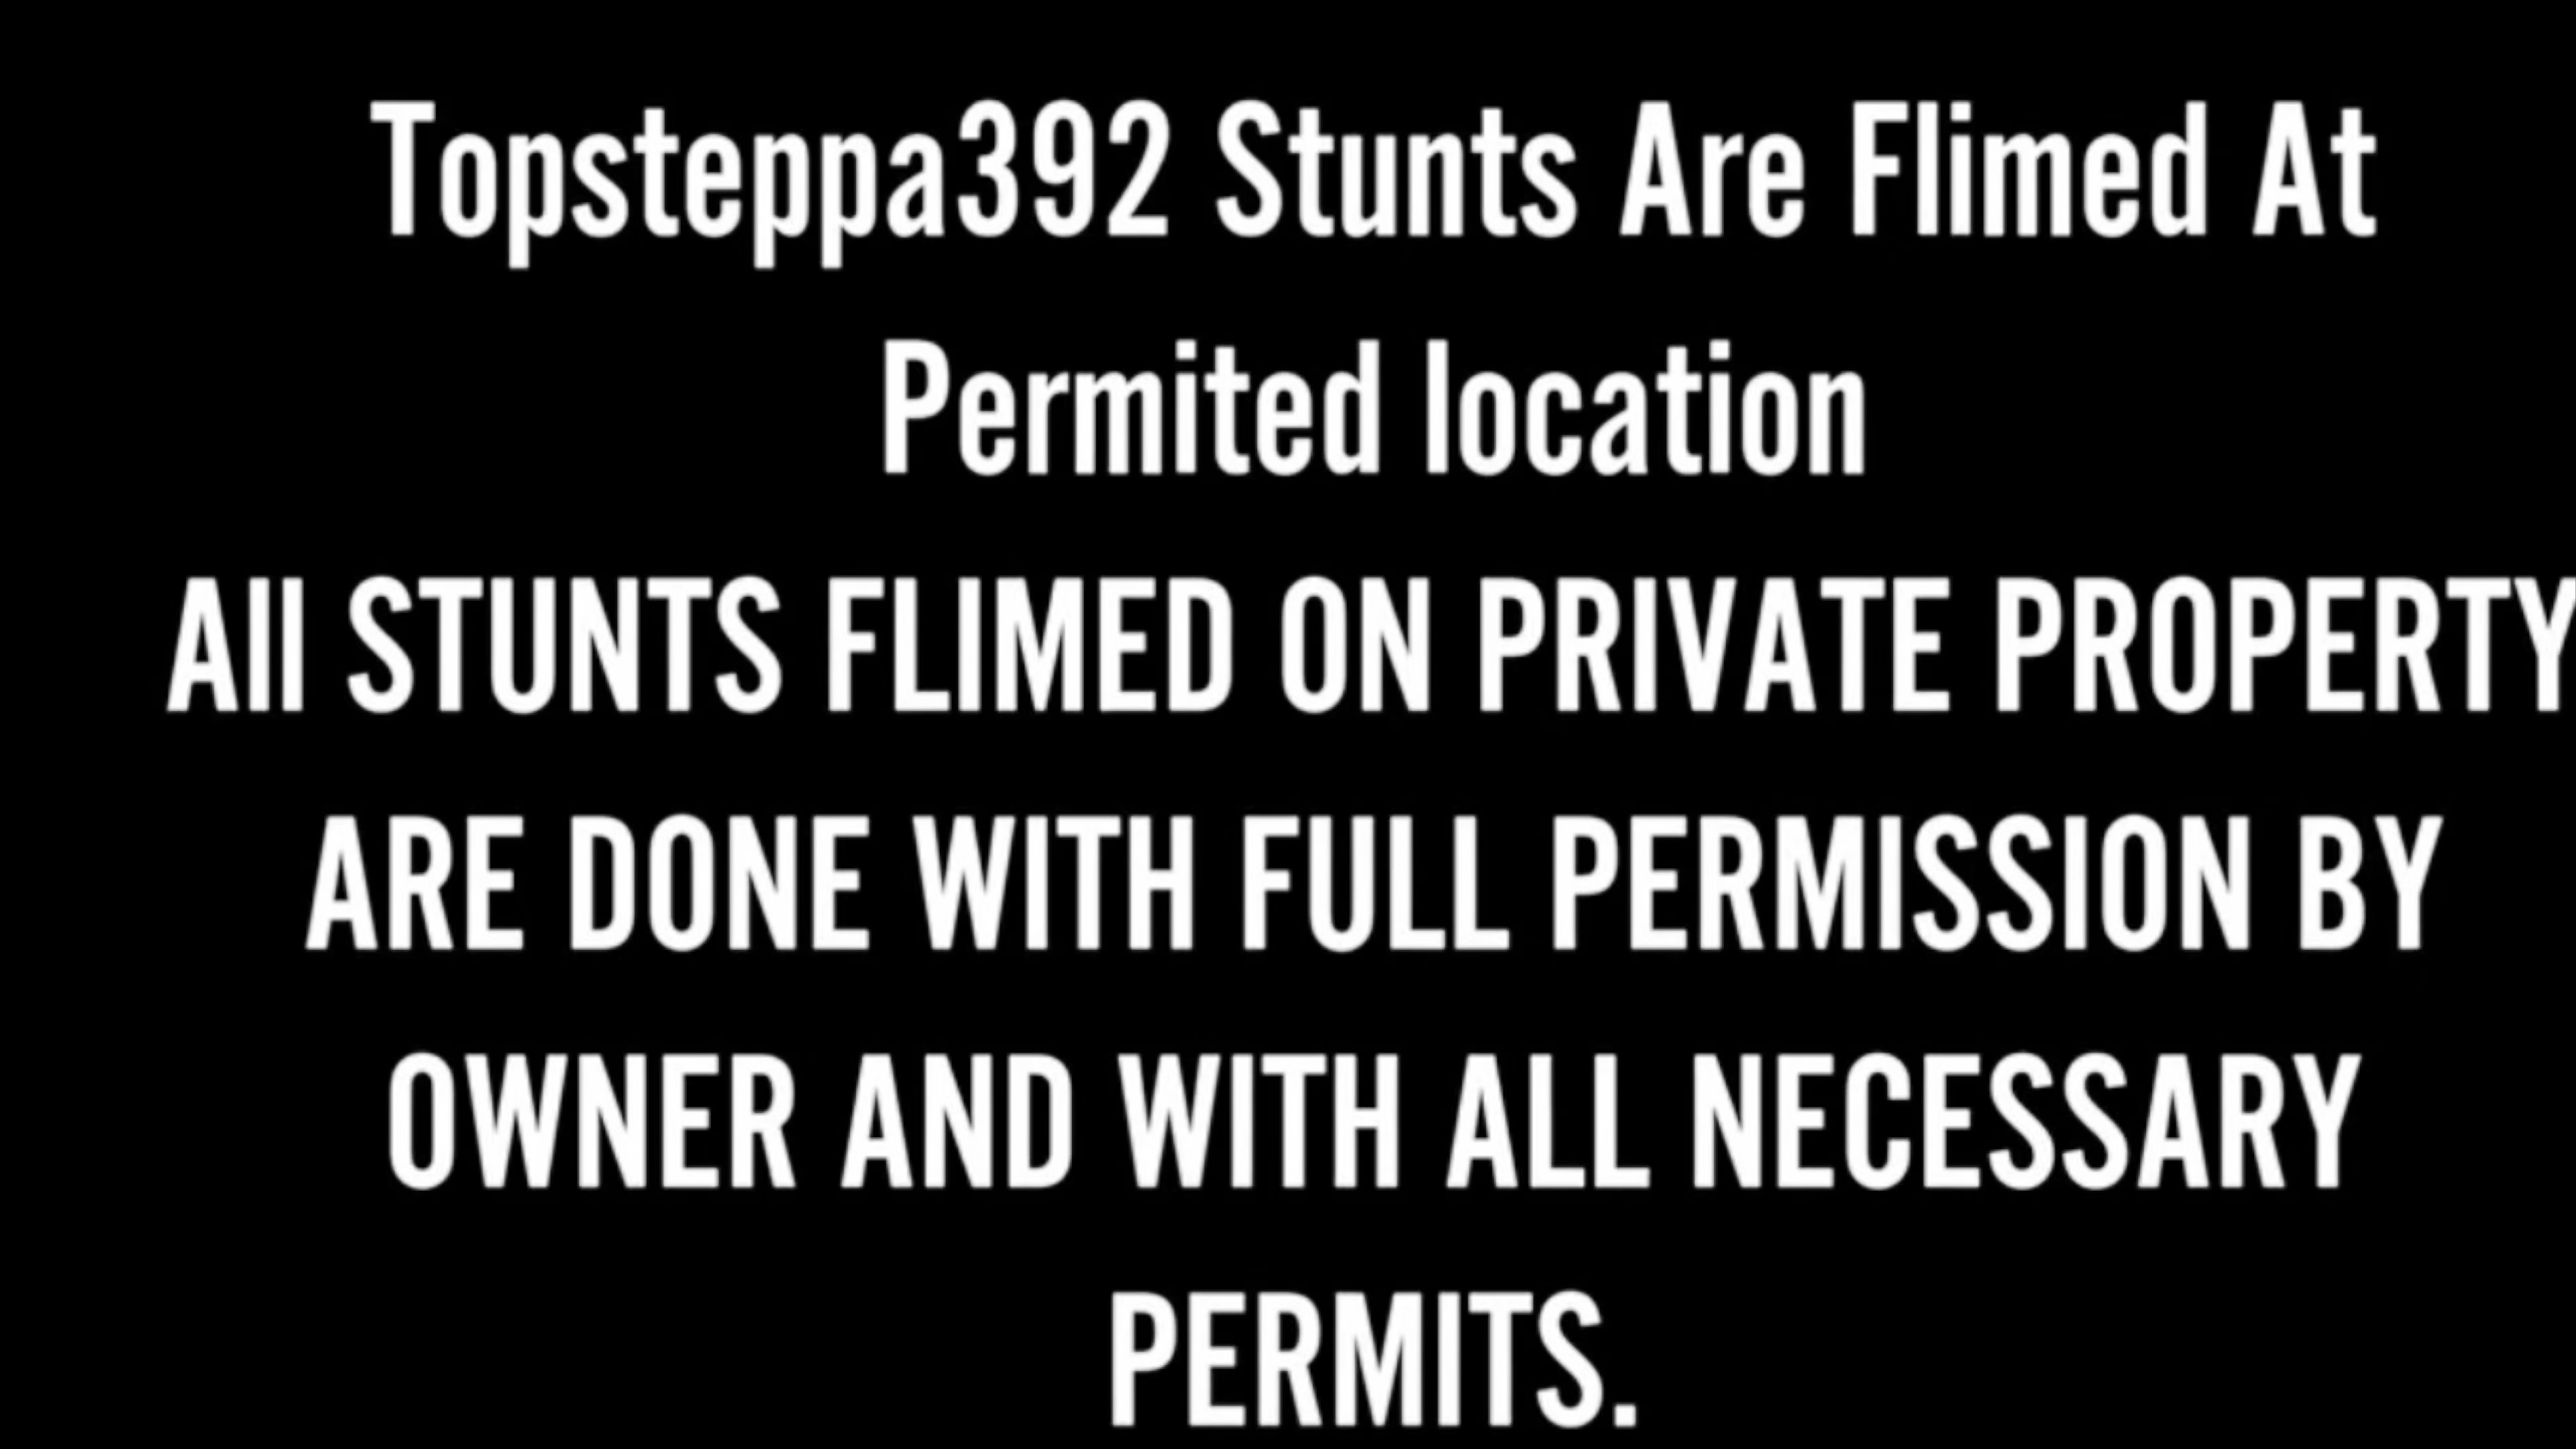 Topsteppa392 Stunts Are Flimed At
Permited location
All STUNTS FLIMED ON PRIVATE PROPERTY
ARE DONE WITH FULL PERMISSION BY
OWNER AND WITH ALL NECESSARY
PERMITS.